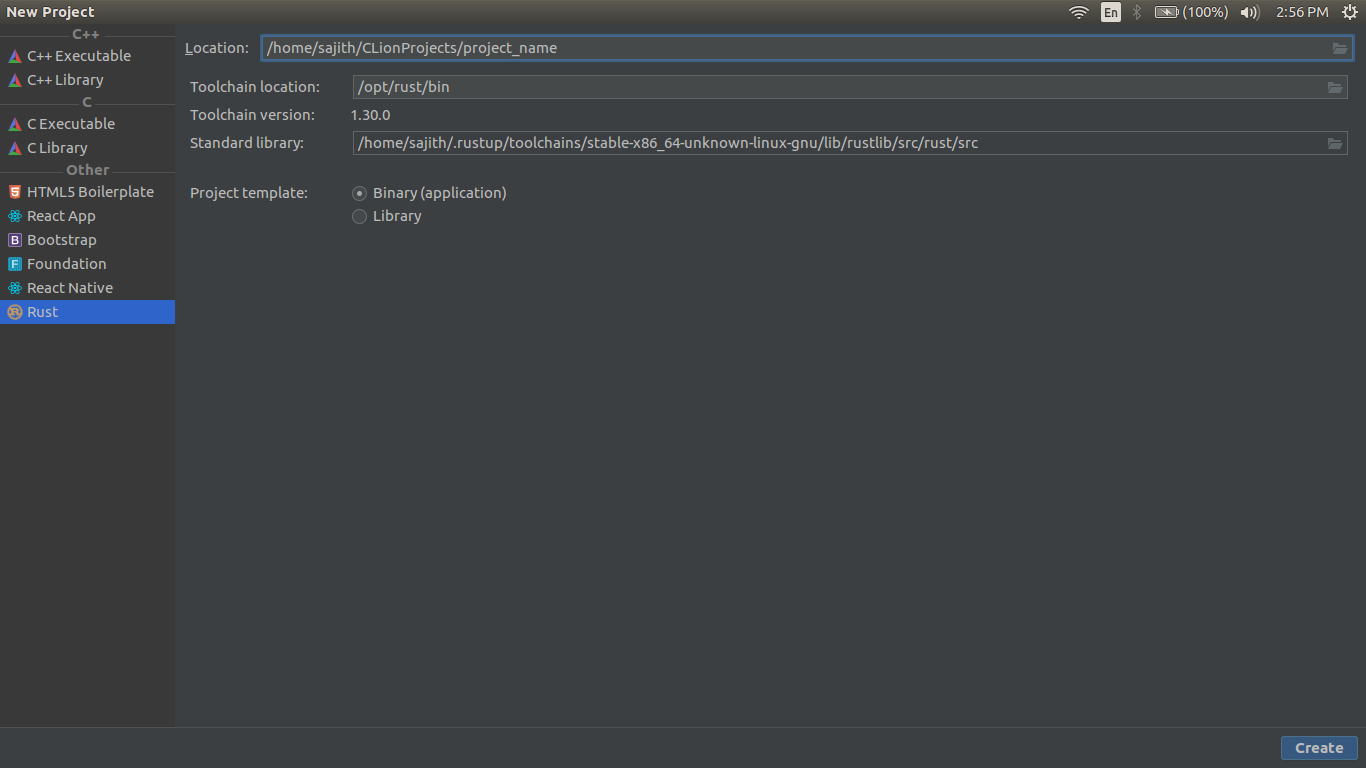 New Project
En
(100%)
2:56 PM
C++
C++ Executable
C++ Library
C
C Executable
C Library
Other
HTML5 Boilerplate
React App
B Bootstrap
F Foundation
React Native
R Rust
Location: /home/sajith/CLionProjects/project_name
Toolchain location: /opt/rust/bin
Toolchain version: 1.30.0
Standard library: /home/sajith/.rustup/toolchains/stable-x86_64-unknown-linux-gnu/lib/rustlib/src/rust/src
Project template: Binary (application)
Library
Create